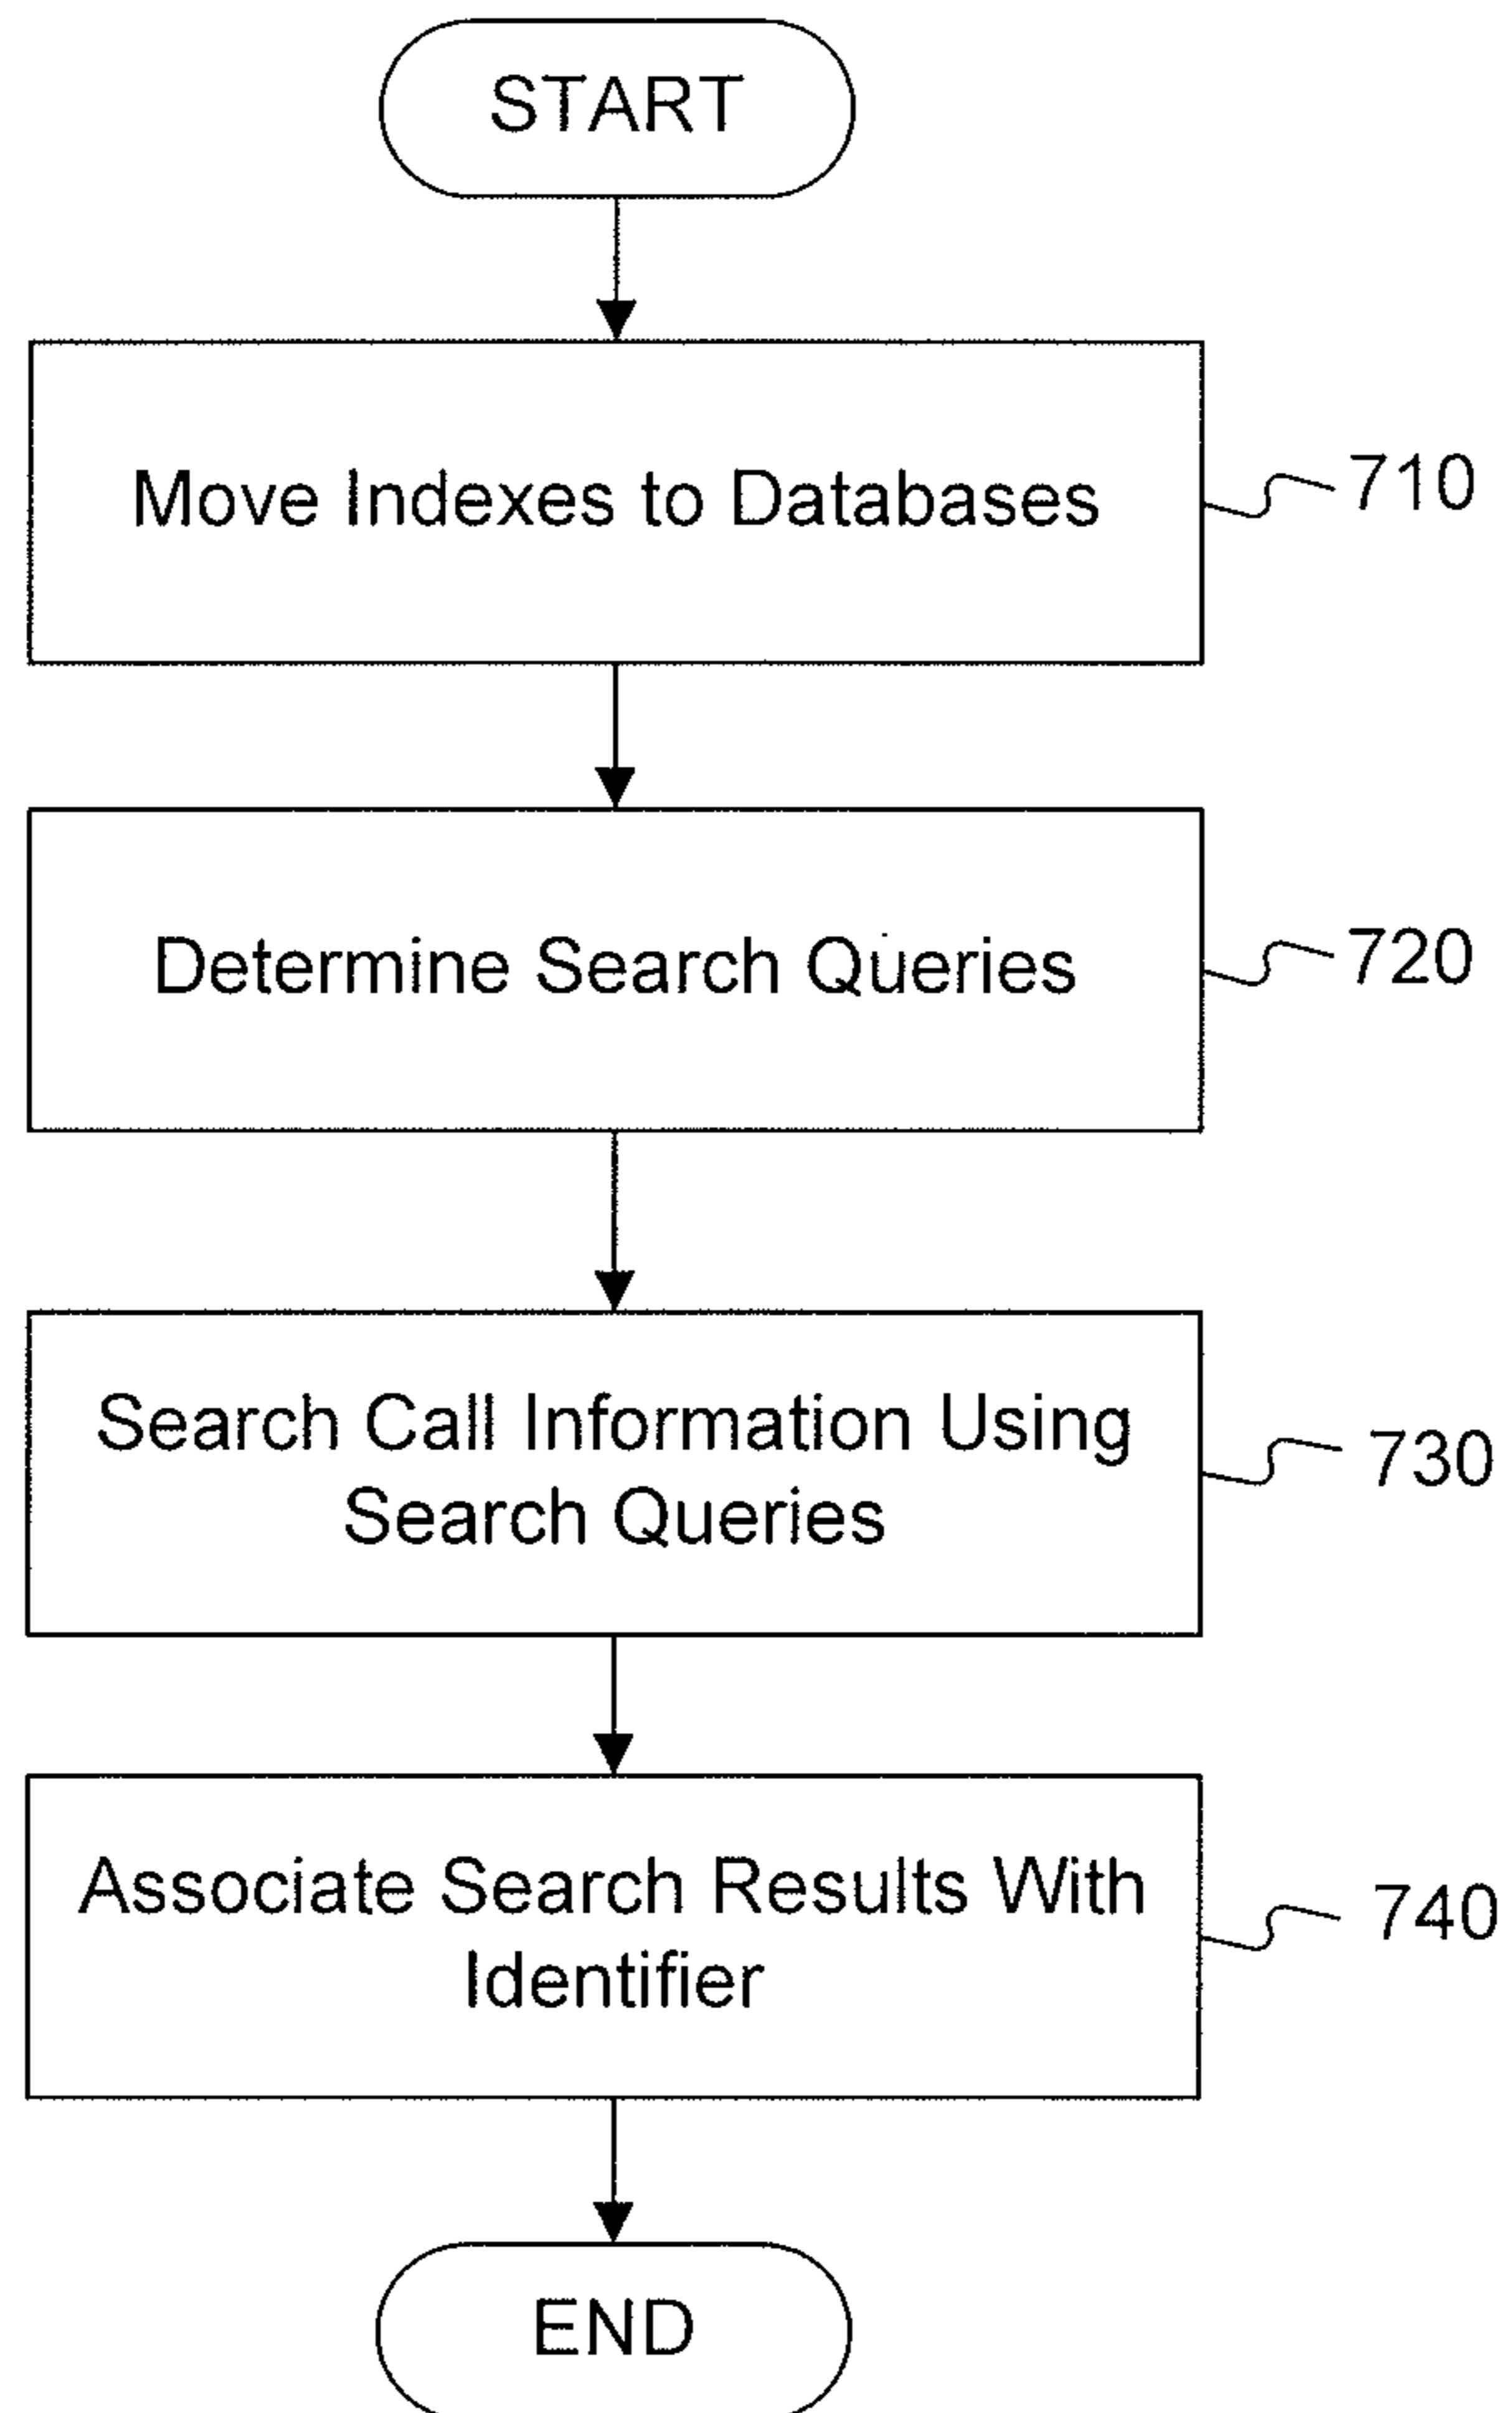 START
Move Indexes to Databases
710
Determine Search Queries
720
Search Call Information Using
Search Queries
730
Associate Search Results With
Identifier
740
END